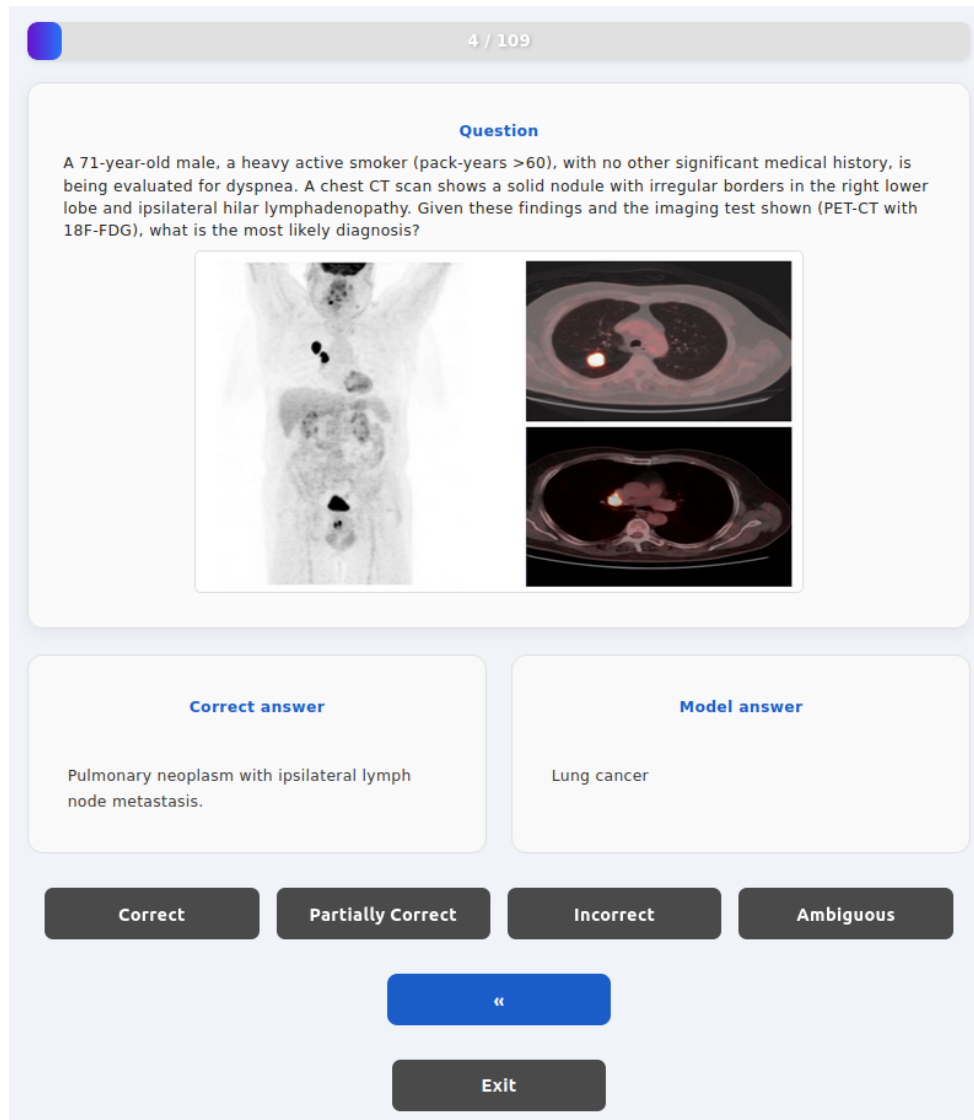 4 / 109
Question
A 71-year-old male, a heavy active smoker (pack-years >60), with no other significant medical history, is
being evaluated for dyspnea. A chest CT scan shows a solid nodule with irregular borders in the right lower
lobe and ipsilateral hilar lymphadenopathy. Given these findings and the imaging test shown (PET-CT with
18F-FDG), what is the most likely diagnosis?
Correct answer
Pulmonary neoplasm with ipsilateral lymph
node metastasis.
Model answer
Lung cancer
Correct
Partially Correct
Incorrect
Ambiguous
«
Exit